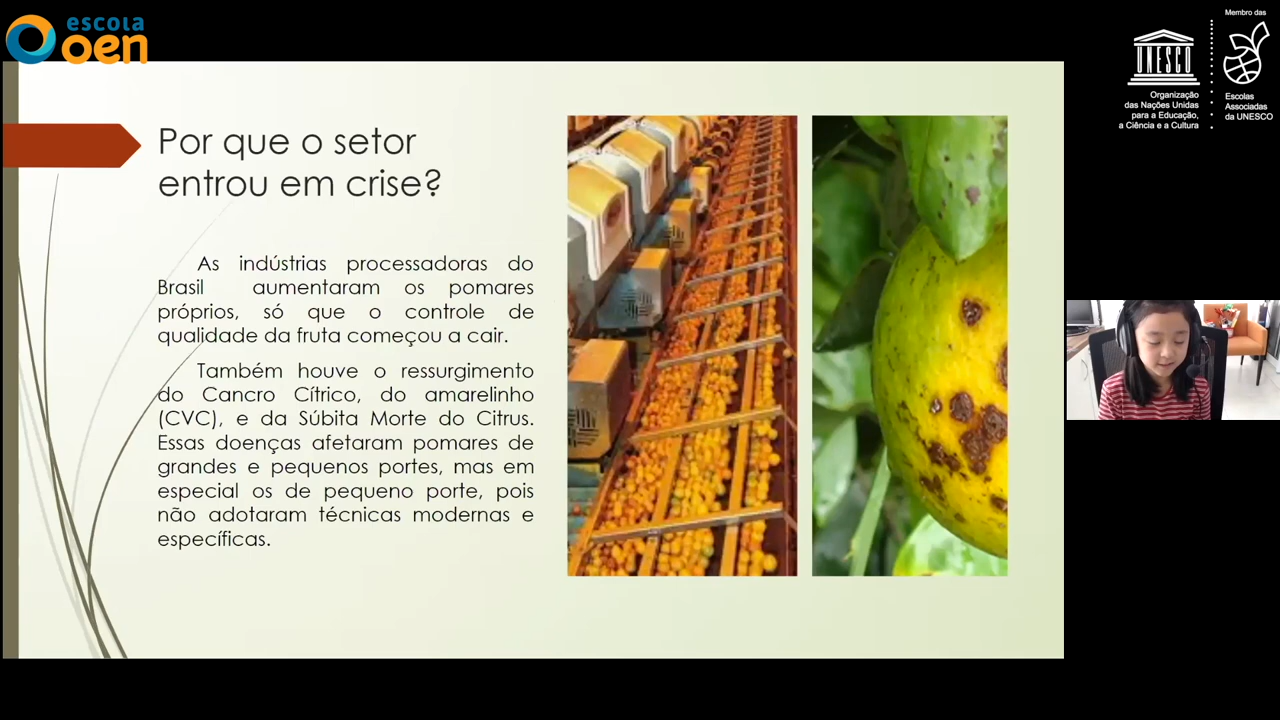 escola
oen
Membro das
UNESCO
Organização
das Nações Unidas
para a Educação,
a Ciência e a Cultura
Escolas
Associadas
da UNESCO
Por que o setor
entrou em crise?
As indústrias processadoras do
Brasil aumentaram os pomares
próprios, só que o controle de
qualidade da fruta começou a cair.
Também houve o ressurgimento
do Cancro Cítrico, do amarelinho
(CVC), e da Súbita Morte do Citrus.
Essas doenças afetaram pomares de
grandes e pequenos portes, mas em
especial os de pequeno porte, pois
não adotaram técnicas modernas e
específicas.